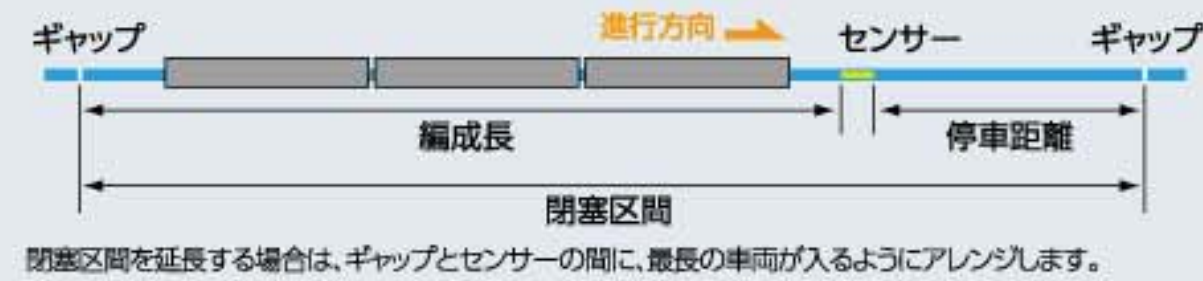 進行方向
ギャップ
センサー
ギャップ
編成長
停車距離
閉塞区間
閉塞区間を延長する場合は、ギャップとセンサーの間に、最長の車両が入るようにアレンジします。